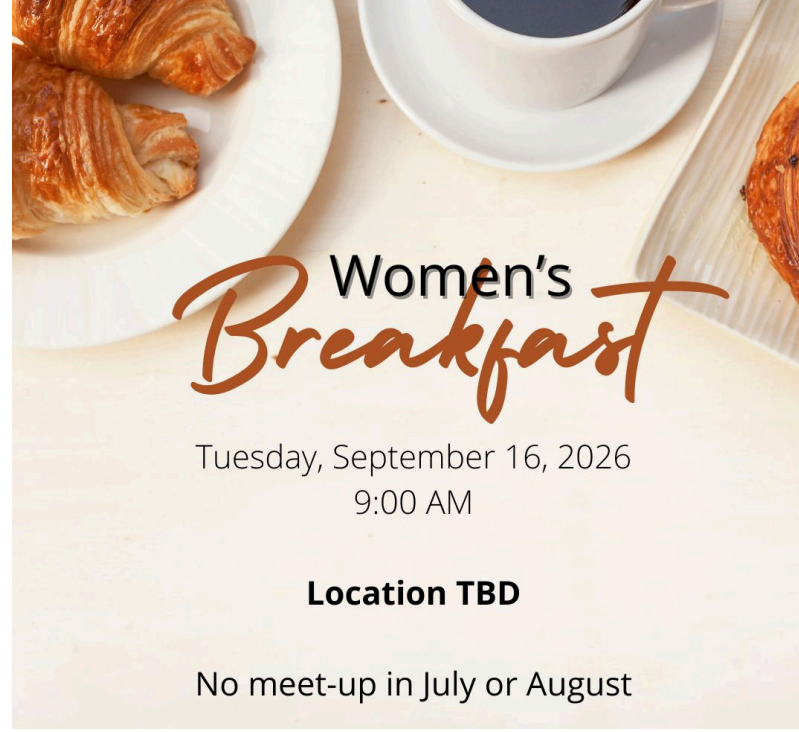 Women’s
Breakfast
Tuesday, September 16, 2026
9:00 AM
Location TBD
No meet-up in July or August